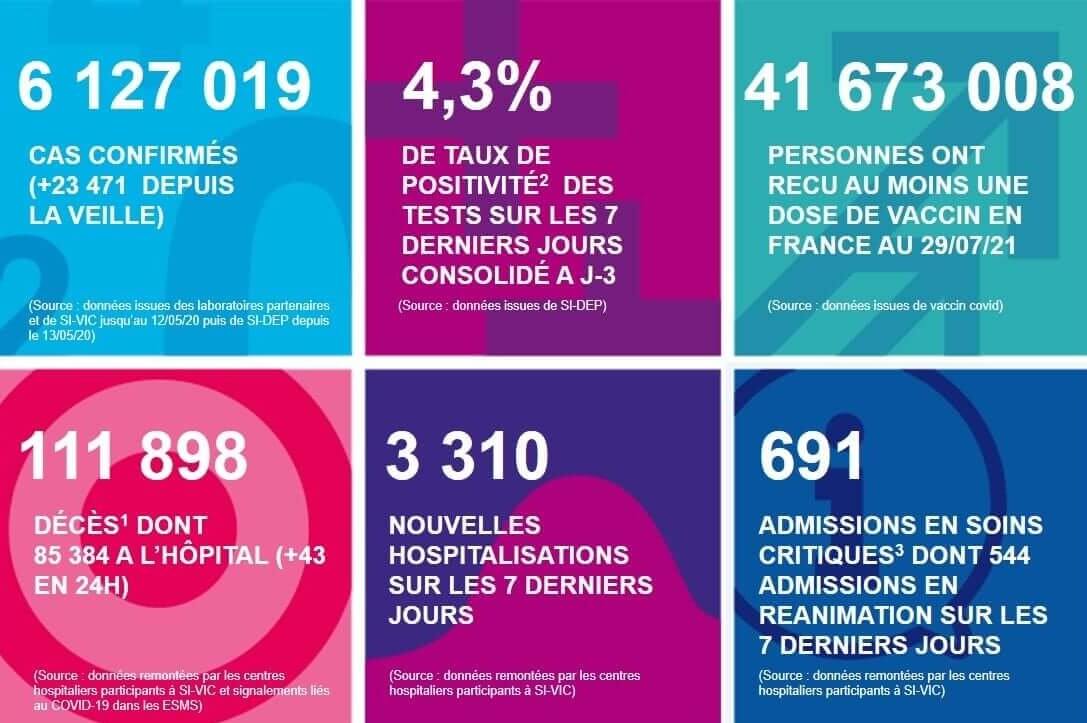 6 127 019
CAS CONFIRMÉS
(+23 471 DEPUIS
LA VEILLE)
(Source : données issues des laboratoires partenaires
et de SI-VIC jusqu'au 12/05/20 puis de SI-DEP depuis
le 13/05/20)
4,3%
DE TAUX DE
POSITIVITÉ² DES
TESTS SUR LES 7
DERNIERS JOURS
CONSOLIDÉ A J-3
(Source : données issues de SI-DEP)
41 673 008
PERSONNES ONT
RECU AU MOINS UNE
DOSE DE VACCIN EN
FRANCE AU 29/07/21
(Source : données issues de vaccin covid)
111 898
DÉCÈS¹ DONT
85 384 A L'HÔPITAL (+43
EN 24H)
(Source : données remontées par les centres
hospitaliers participants à SI-VIC et signalements liés
au COVID-19 dans les ESMS)
3 310
NOUVELLES
HOSPITALISATIONS
SUR LES 7 DERNIERS
JOURS
(Source : données remontées par les centres
hospitaliers participants à SI-VIC)
691
ADMISSIONS EN SOINS
CRITIQUES³ DONT 544
ADMISSIONS EN
REANIMATION SUR LES
7 DERNIERS JOURS
(Source : données remontées par les centres
hospitaliers participants à SI-VIC)